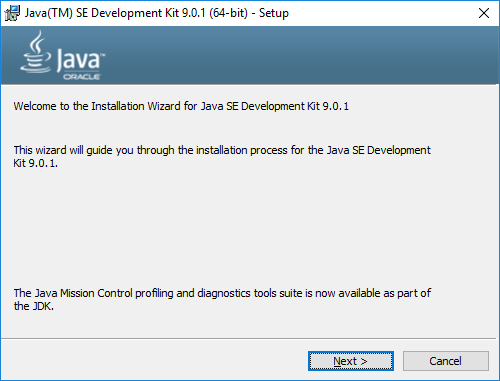 Java(TM) SE Development Kit 9.0.1 (64-bit) - Setup
Java
ORACLE
Welcome to the Installation Wizard for Java SE Development Kit 9.0.1
This wizard will guide you through the installation process for the Java SE Development
Kit 9.0.1.
The Java Mission Control profiling and diagnostics tools suite is now available as part of
the JDK.
Next >
Cancel